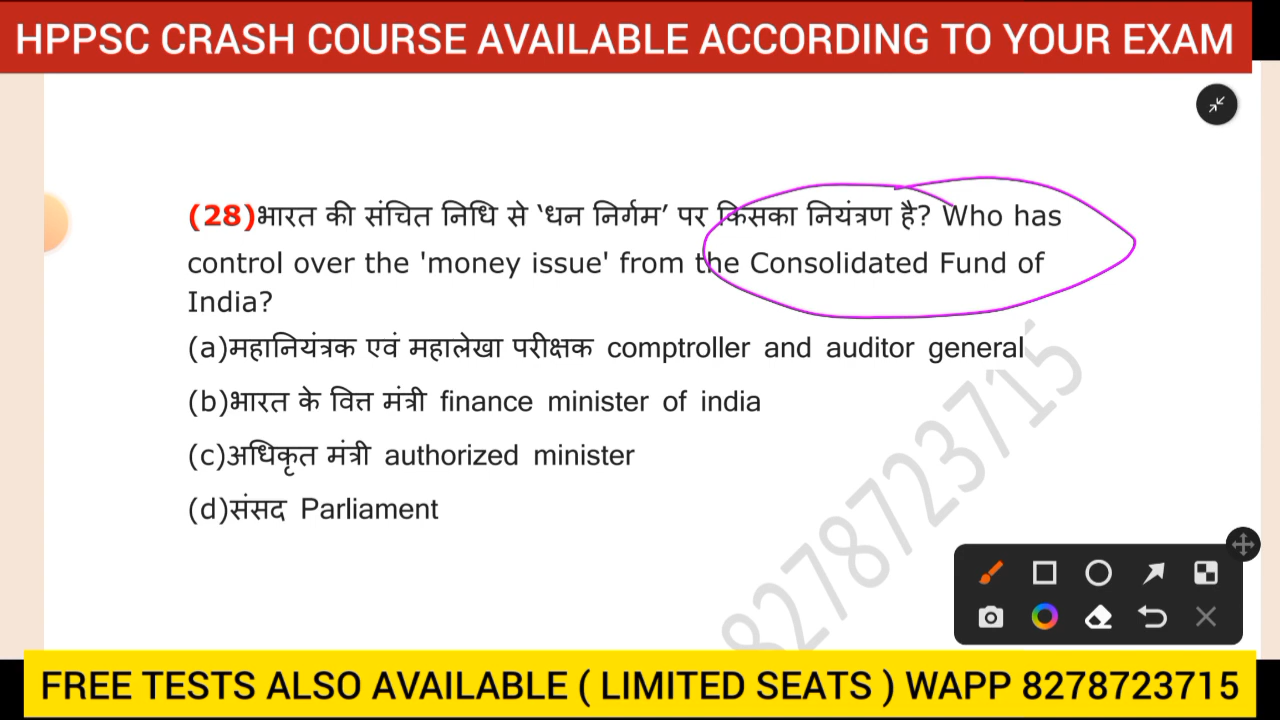 HPPSC CRASH COURSE AVAILABLE ACCORDING TO YOUR EXAM
(28)भारत की संचित निधि से 'धन निर्गम' पर किसका नियंत्रण है? Who has
control over the 'money issue' from the Consolidated Fund of
India?
(a)महानियंत्रक एवं महालेखा परीक्षक comptroller and auditor general
(b)भारत के वित्त मंत्री finance minister of india
(c)अधिकृत मंत्री authorized minister
(d)संसद Parliament
8278723715
FREE TESTS ALSO AVAILABLE ( LIMITED SEATS ) WAPP 8278723715